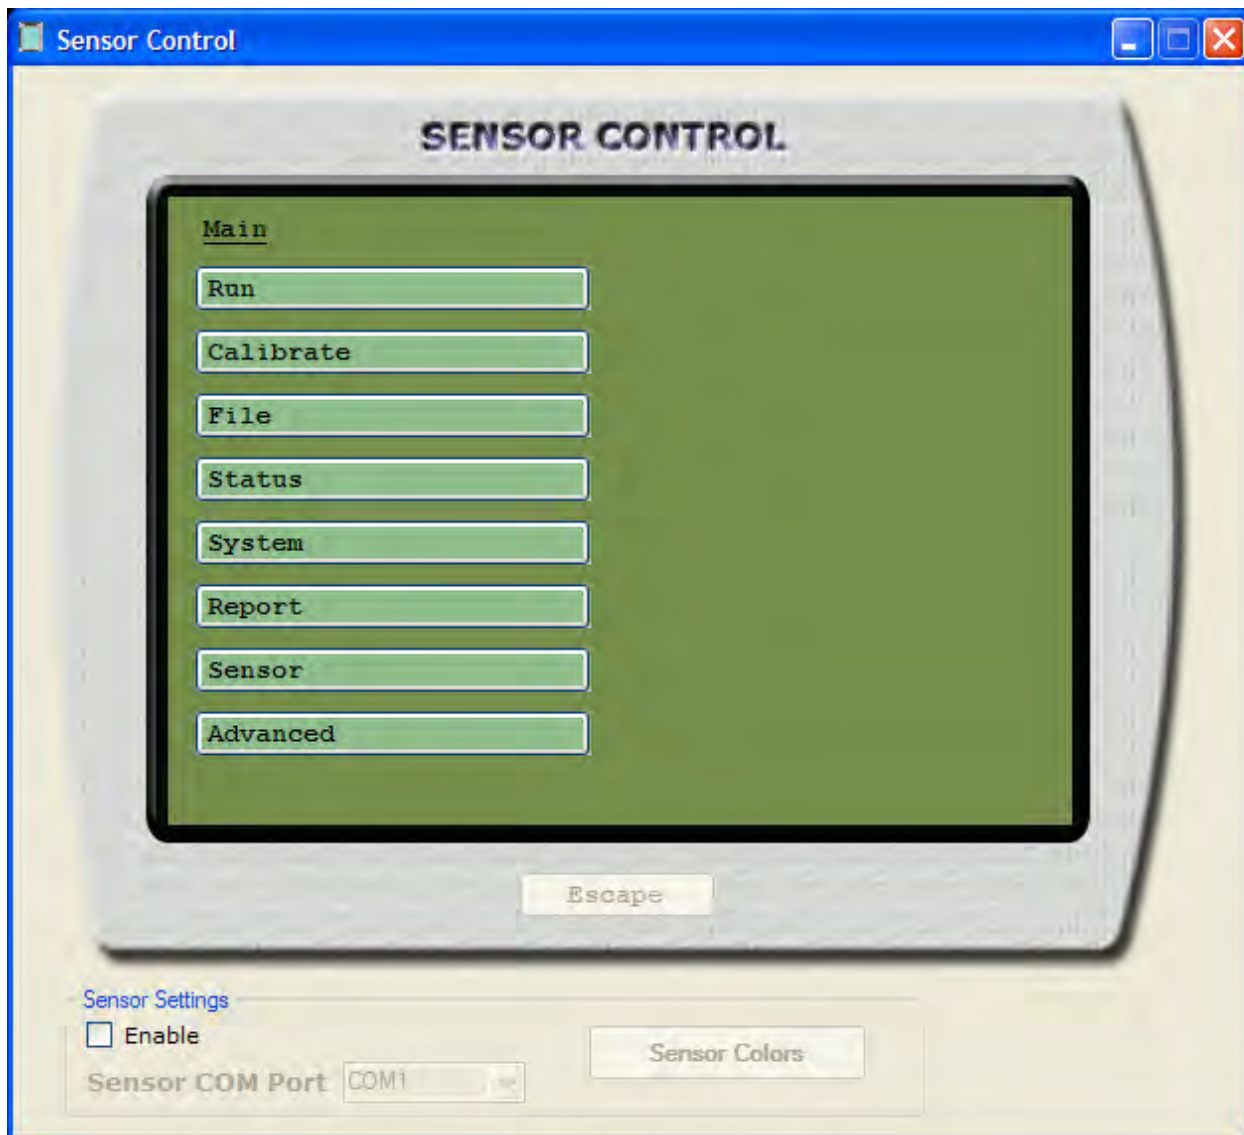 Sensor Control
SENSOR CONTROL
Main
Run
Calibrate
File
Status
System
Report
Sensor
Advanced
Escape
Sensor Settings
Enable
Sensor Colors
Sensor COM Port COM1